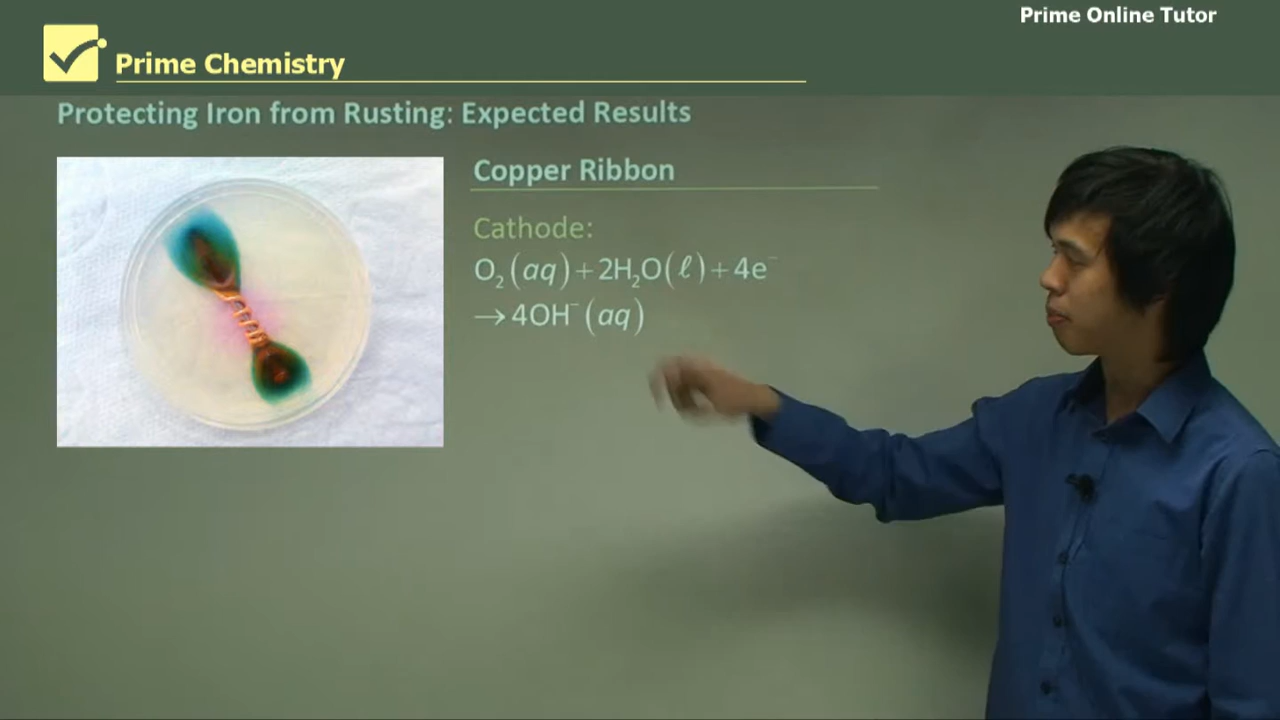 Prime Online Tutor
Prime Chemistry
Protecting Iron from Rusting: Expected Results
Copper Ribbon
Cathode:
O₂(aq)+2H₂O(ℓ)+4e⁻
→4OH⁻(aq)